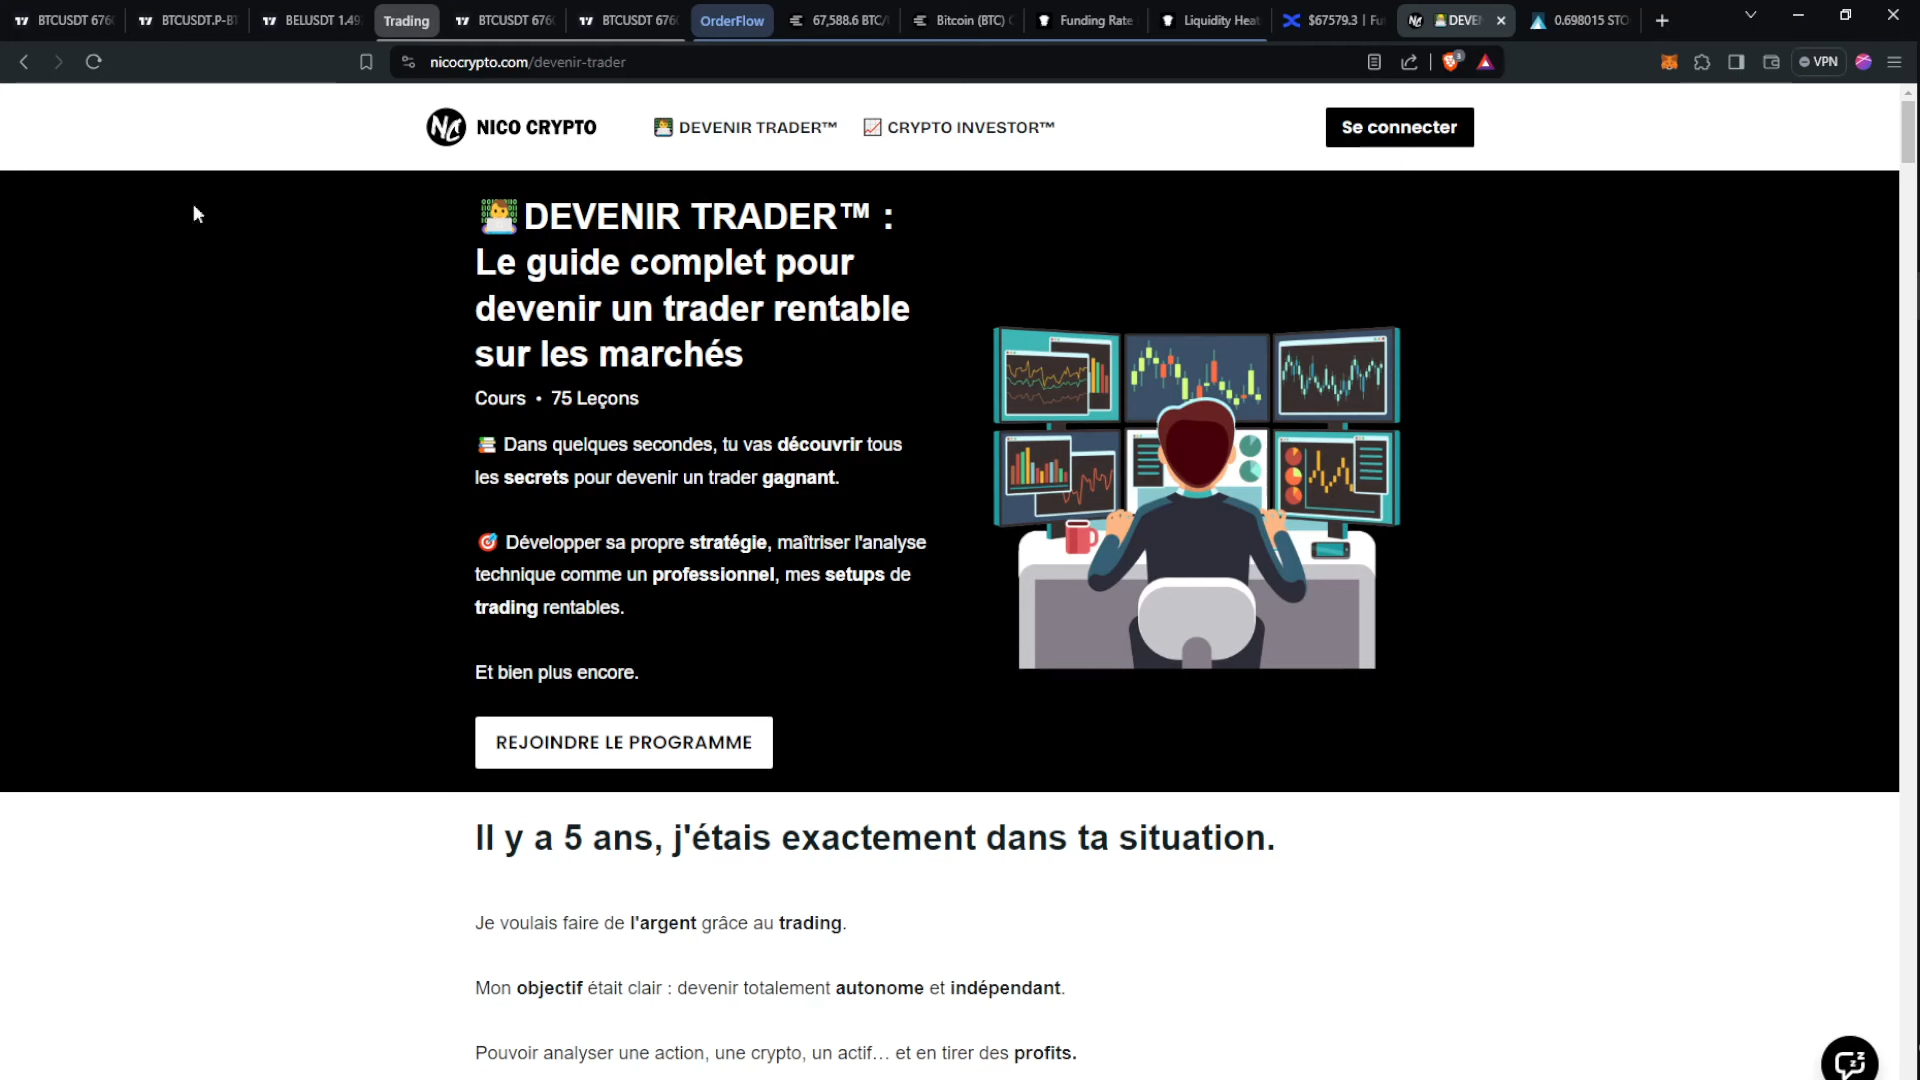 BTCUSDT 676
BTCUSDT.P-B
BELUSDT 1.49
Trading
BTCUSDT 676
BTCUSDT 676
OrderFlow
67,588.6 BTC/
Bitcoin (BTC)
Funding Rate
Liquidity Heat
$67579.3 | Fu
DEVE
0.698015 STO
nicocrypto.com/devenir-trader
VPN
NICO CRYPTO
DEVENIR TRADER™
CRYPTO INVESTOR™
Se connecter
DEVENIR TRADER™ :
Le guide complet pour
devenir un trader rentable
sur les marchés
Cours • 75 Leçons
Dans quelques secondes, tu vas découvrir tous
les secrets pour devenir un trader gagnant.
Développer sa propre stratégie, maîtriser l'analyse
technique comme un professionnel, mes setups de
trading rentables.
Et bien plus encore.
REJOINDRE LE PROGRAMME
Il y a 5 ans, j'étais exactement dans ta situation.
Je voulais faire de l'argent grâce au trading.
Mon objectif était clair : devenir totalement autonome et indépendant.
Pouvoir analyser une action, une crypto, un actif… et en tirer des profits.